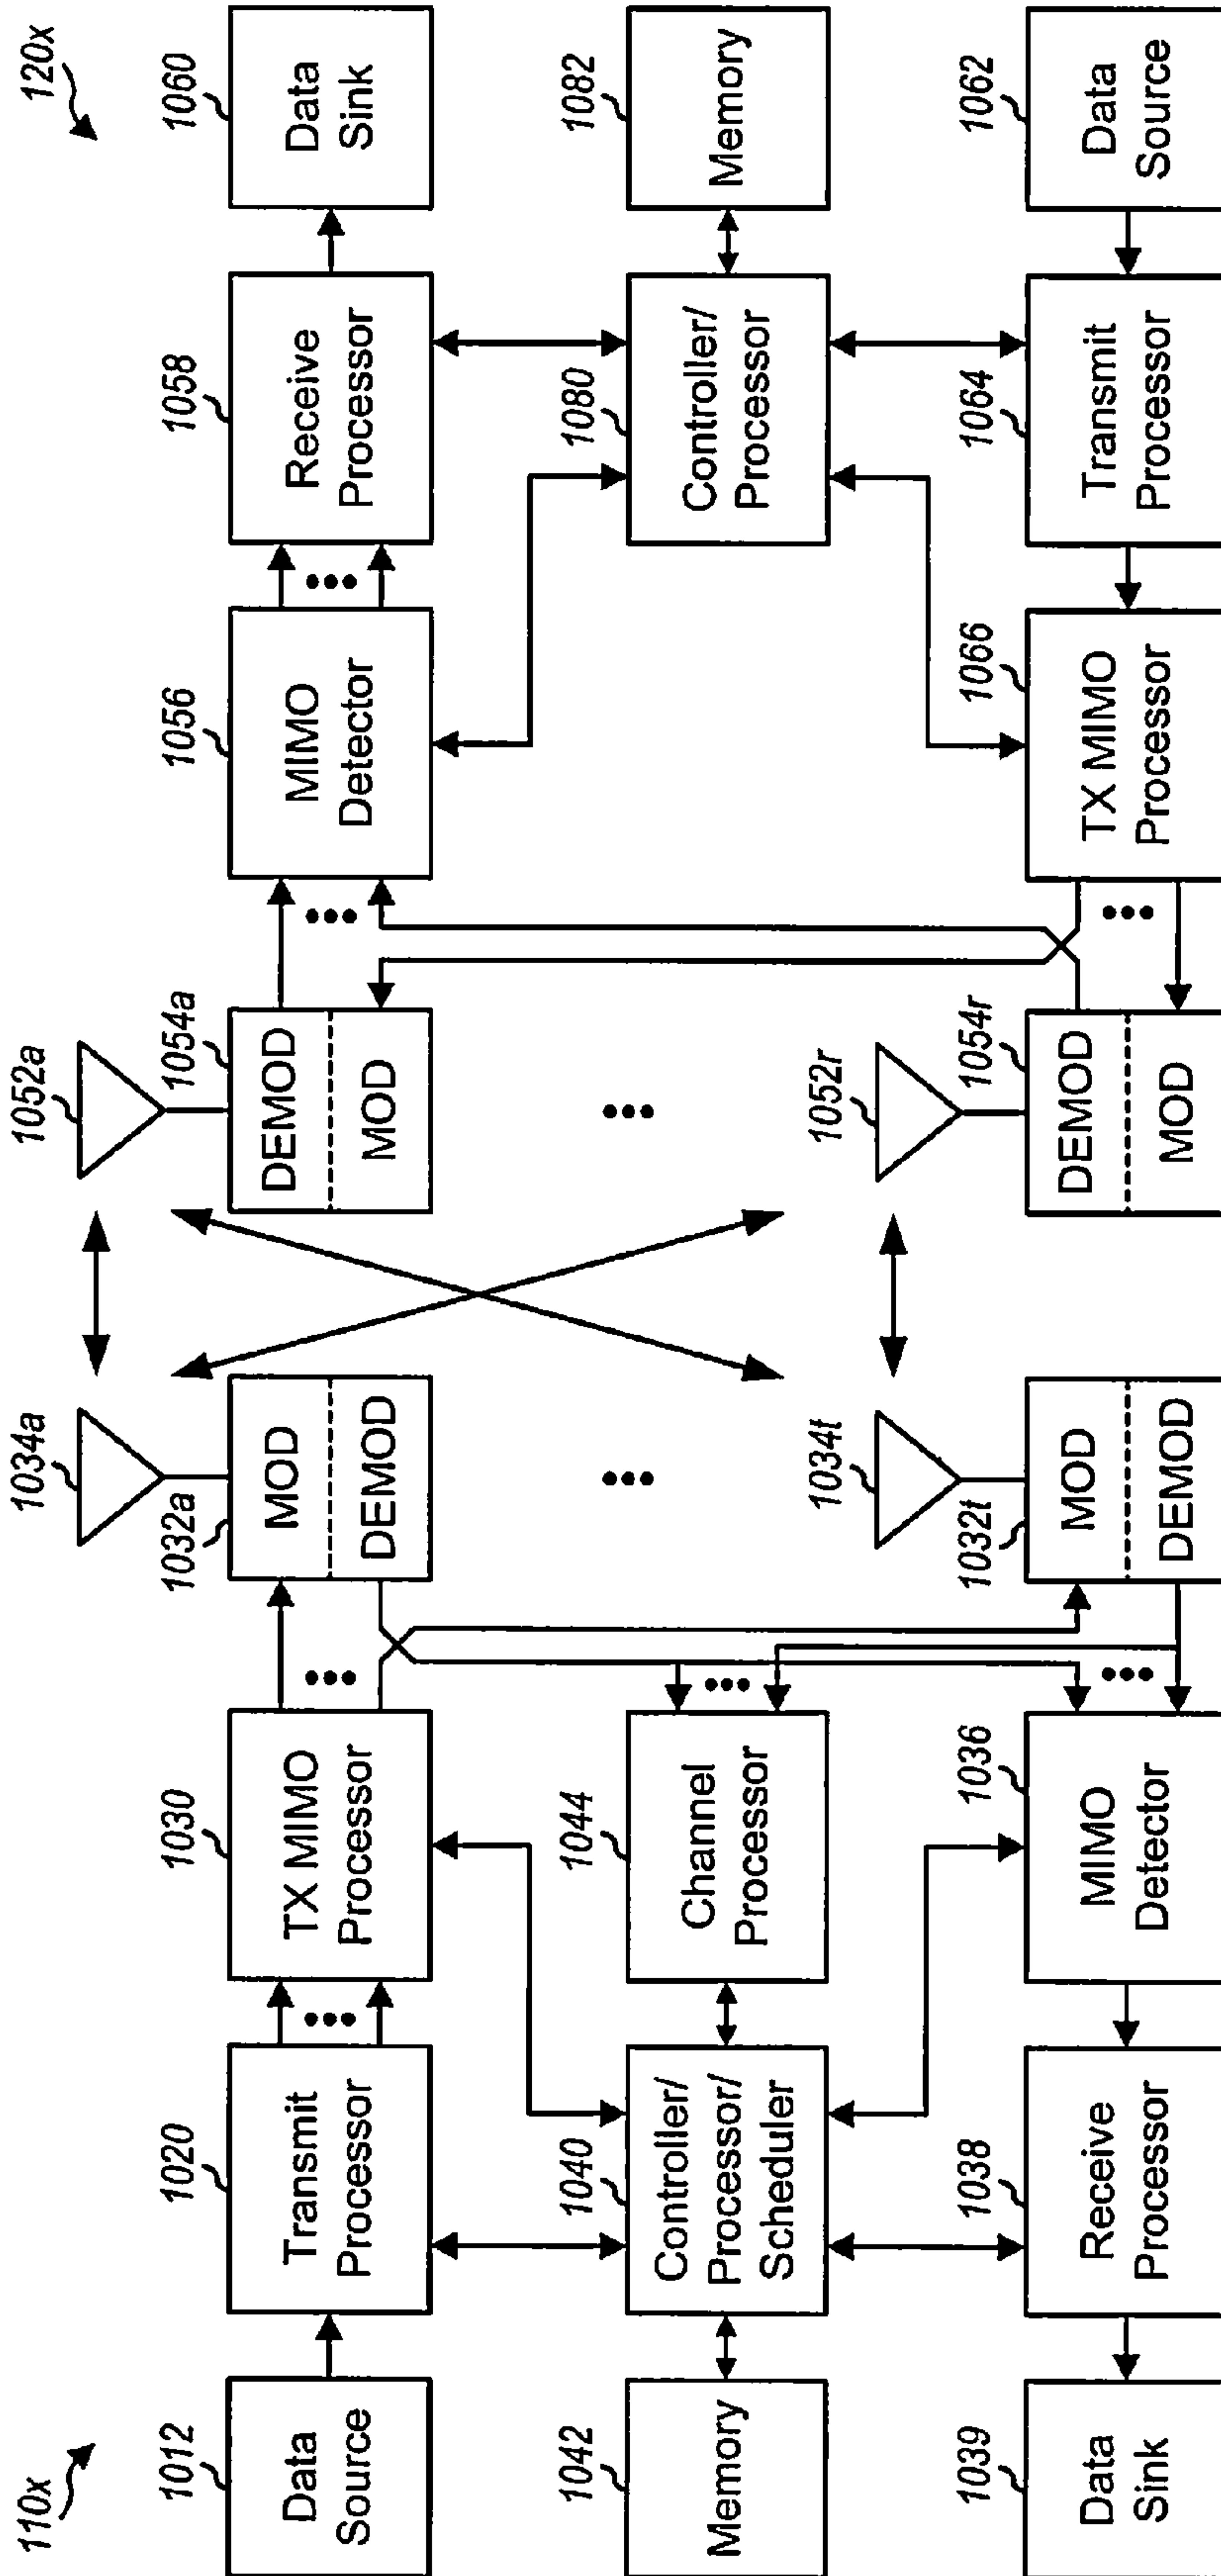 110x
120x
1012
Data
Source
1020
Transmit
Processor
1030
TX MIMO
Processor
1032a
1034a
MOD
DEMOD
1052a
1054a
DEMOD
MOD
1056
MIMO
Detector
1058
Receive
Processor
1060
Data
Sink
1042
Memory
1040
Controller/
Processor/
Scheduler
1044
Channel
Processor
1080
Controller/
Processor
1082
Memory
1039
Data
Sink
1038
Receive
Processor
1036
MIMO
Detector
1032t
1034t
MOD
DEMOD
1052r
1054r
DEMOD
MOD
1066
TX MIMO
Processor
1064
Transmit
Processor
1062
Data
Source